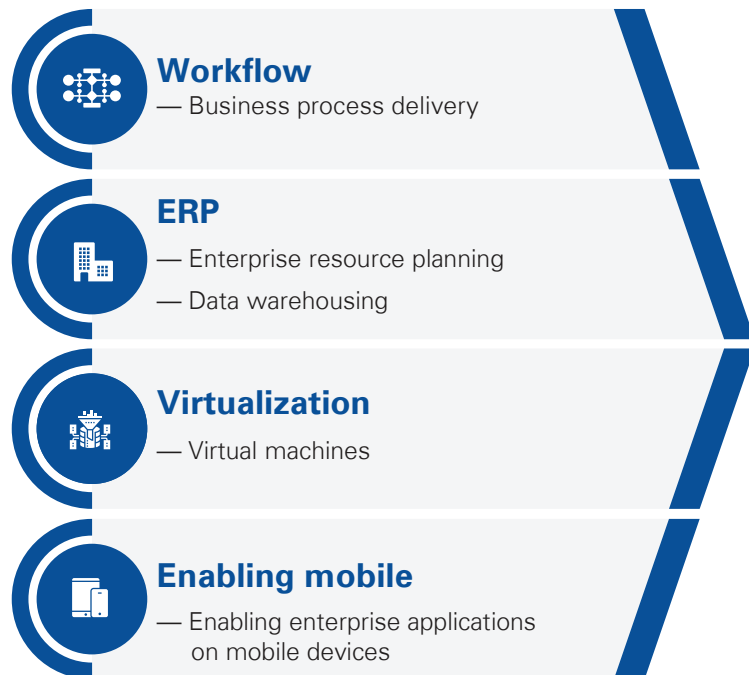 Workflow
— Business process delivery
ERP
— Enterprise resource planning
— Data warehousing
Virtualization
— Virtual machines
Enabling mobile
— Enabling enterprise applications
on mobile devices